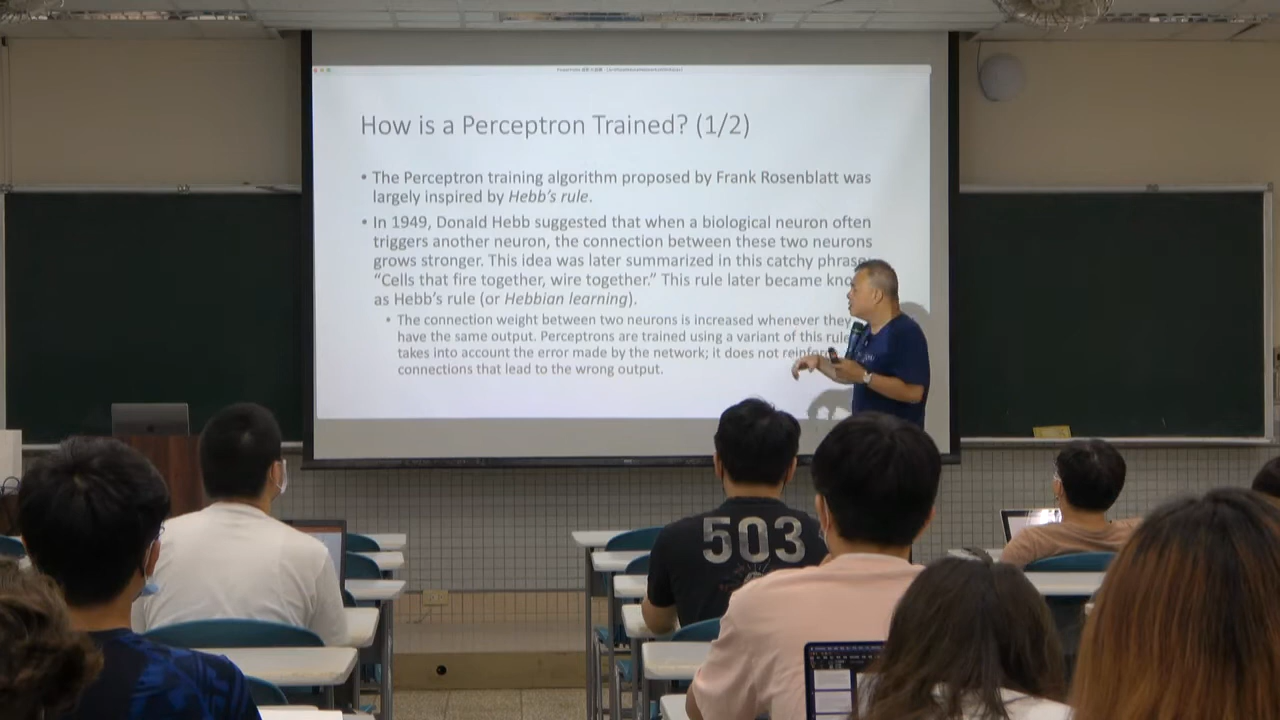 How is a Perceptron Trained? (1/2)
• The Perceptron training algorithm proposed by Frank Rosenblatt was
largely inspired by Hebb's rule.
• In 1949, Donald Hebb suggested that when a biological neuron often
triggers another neuron, the connection between these two neurons
grows stronger. This idea was later summarized in this catchy phrase:
“Cells that fire together, wire together.” This rule later became
as Hebb's rule (or Hebbian learning).
• The connection weight between two neurons is increased whenever they
have the same output. Perceptrons are trained using a variant of this rule
takes into account the error made by the network; it does not
connections that lead to the wrong output.
503